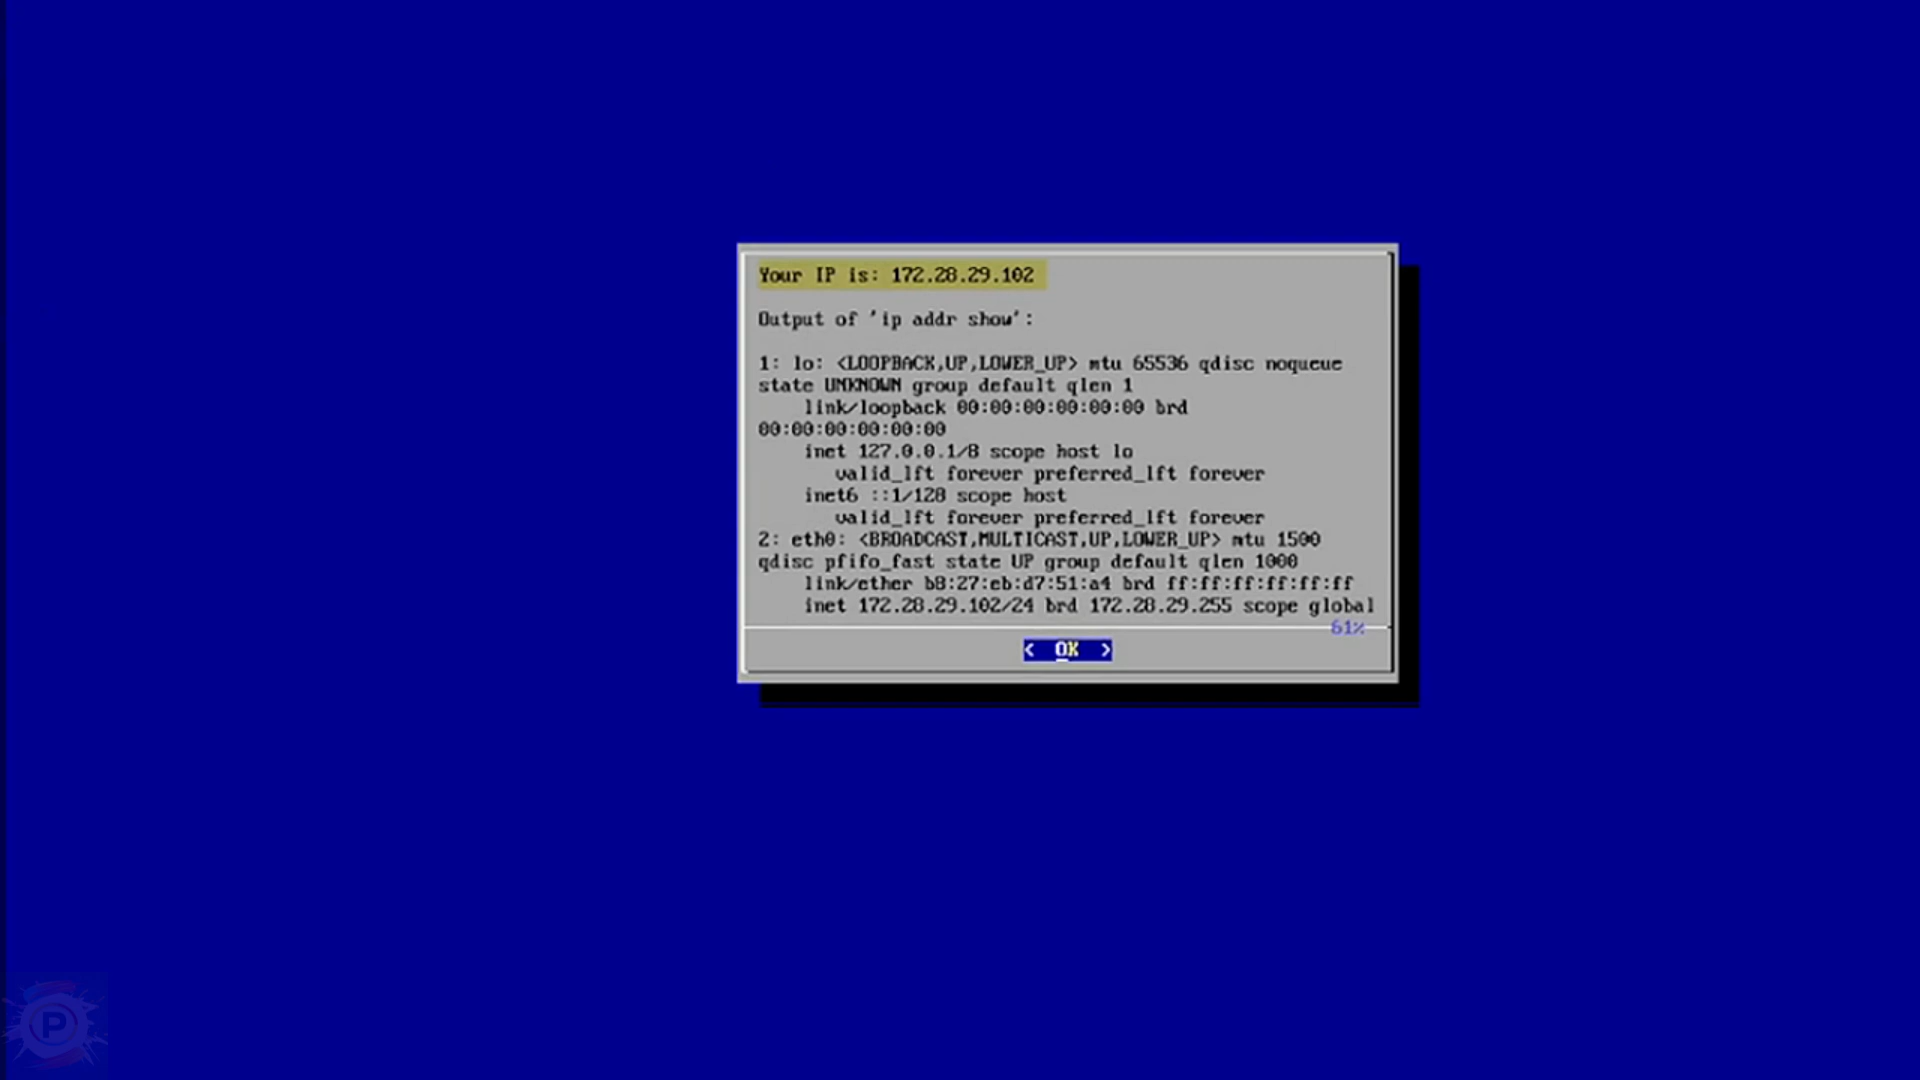 Your IP is: 172.28.29.102
Output of 'ip addr show':
1: lo: <LOOPBACK,UP,LOWER_UP> mtu 65536 qdisc noqueue
state UNKNOWN group default qlen 1
link/loopback 00:00:00:00:00:00 brd
00:00:00:00:00:00
inet 127.0.0.1/8 scope host lo
valid_lft forever preferred_lft forever
inet6 ::1/128 scope host
valid_lft forever preferred_lft forever
2: eth0: <BROADCAST,MULTICAST,UP,LOWER_UP> mtu 1500
qdisc pfifo_fast state UP group default qlen 1000
link/ether b8:27:eb:d7:51:a4 brd ff:ff:ff:ff:ff:ff
inet 172.28.29.102/24 brd 172.28.29.255 scope global
61%
< OK >
P